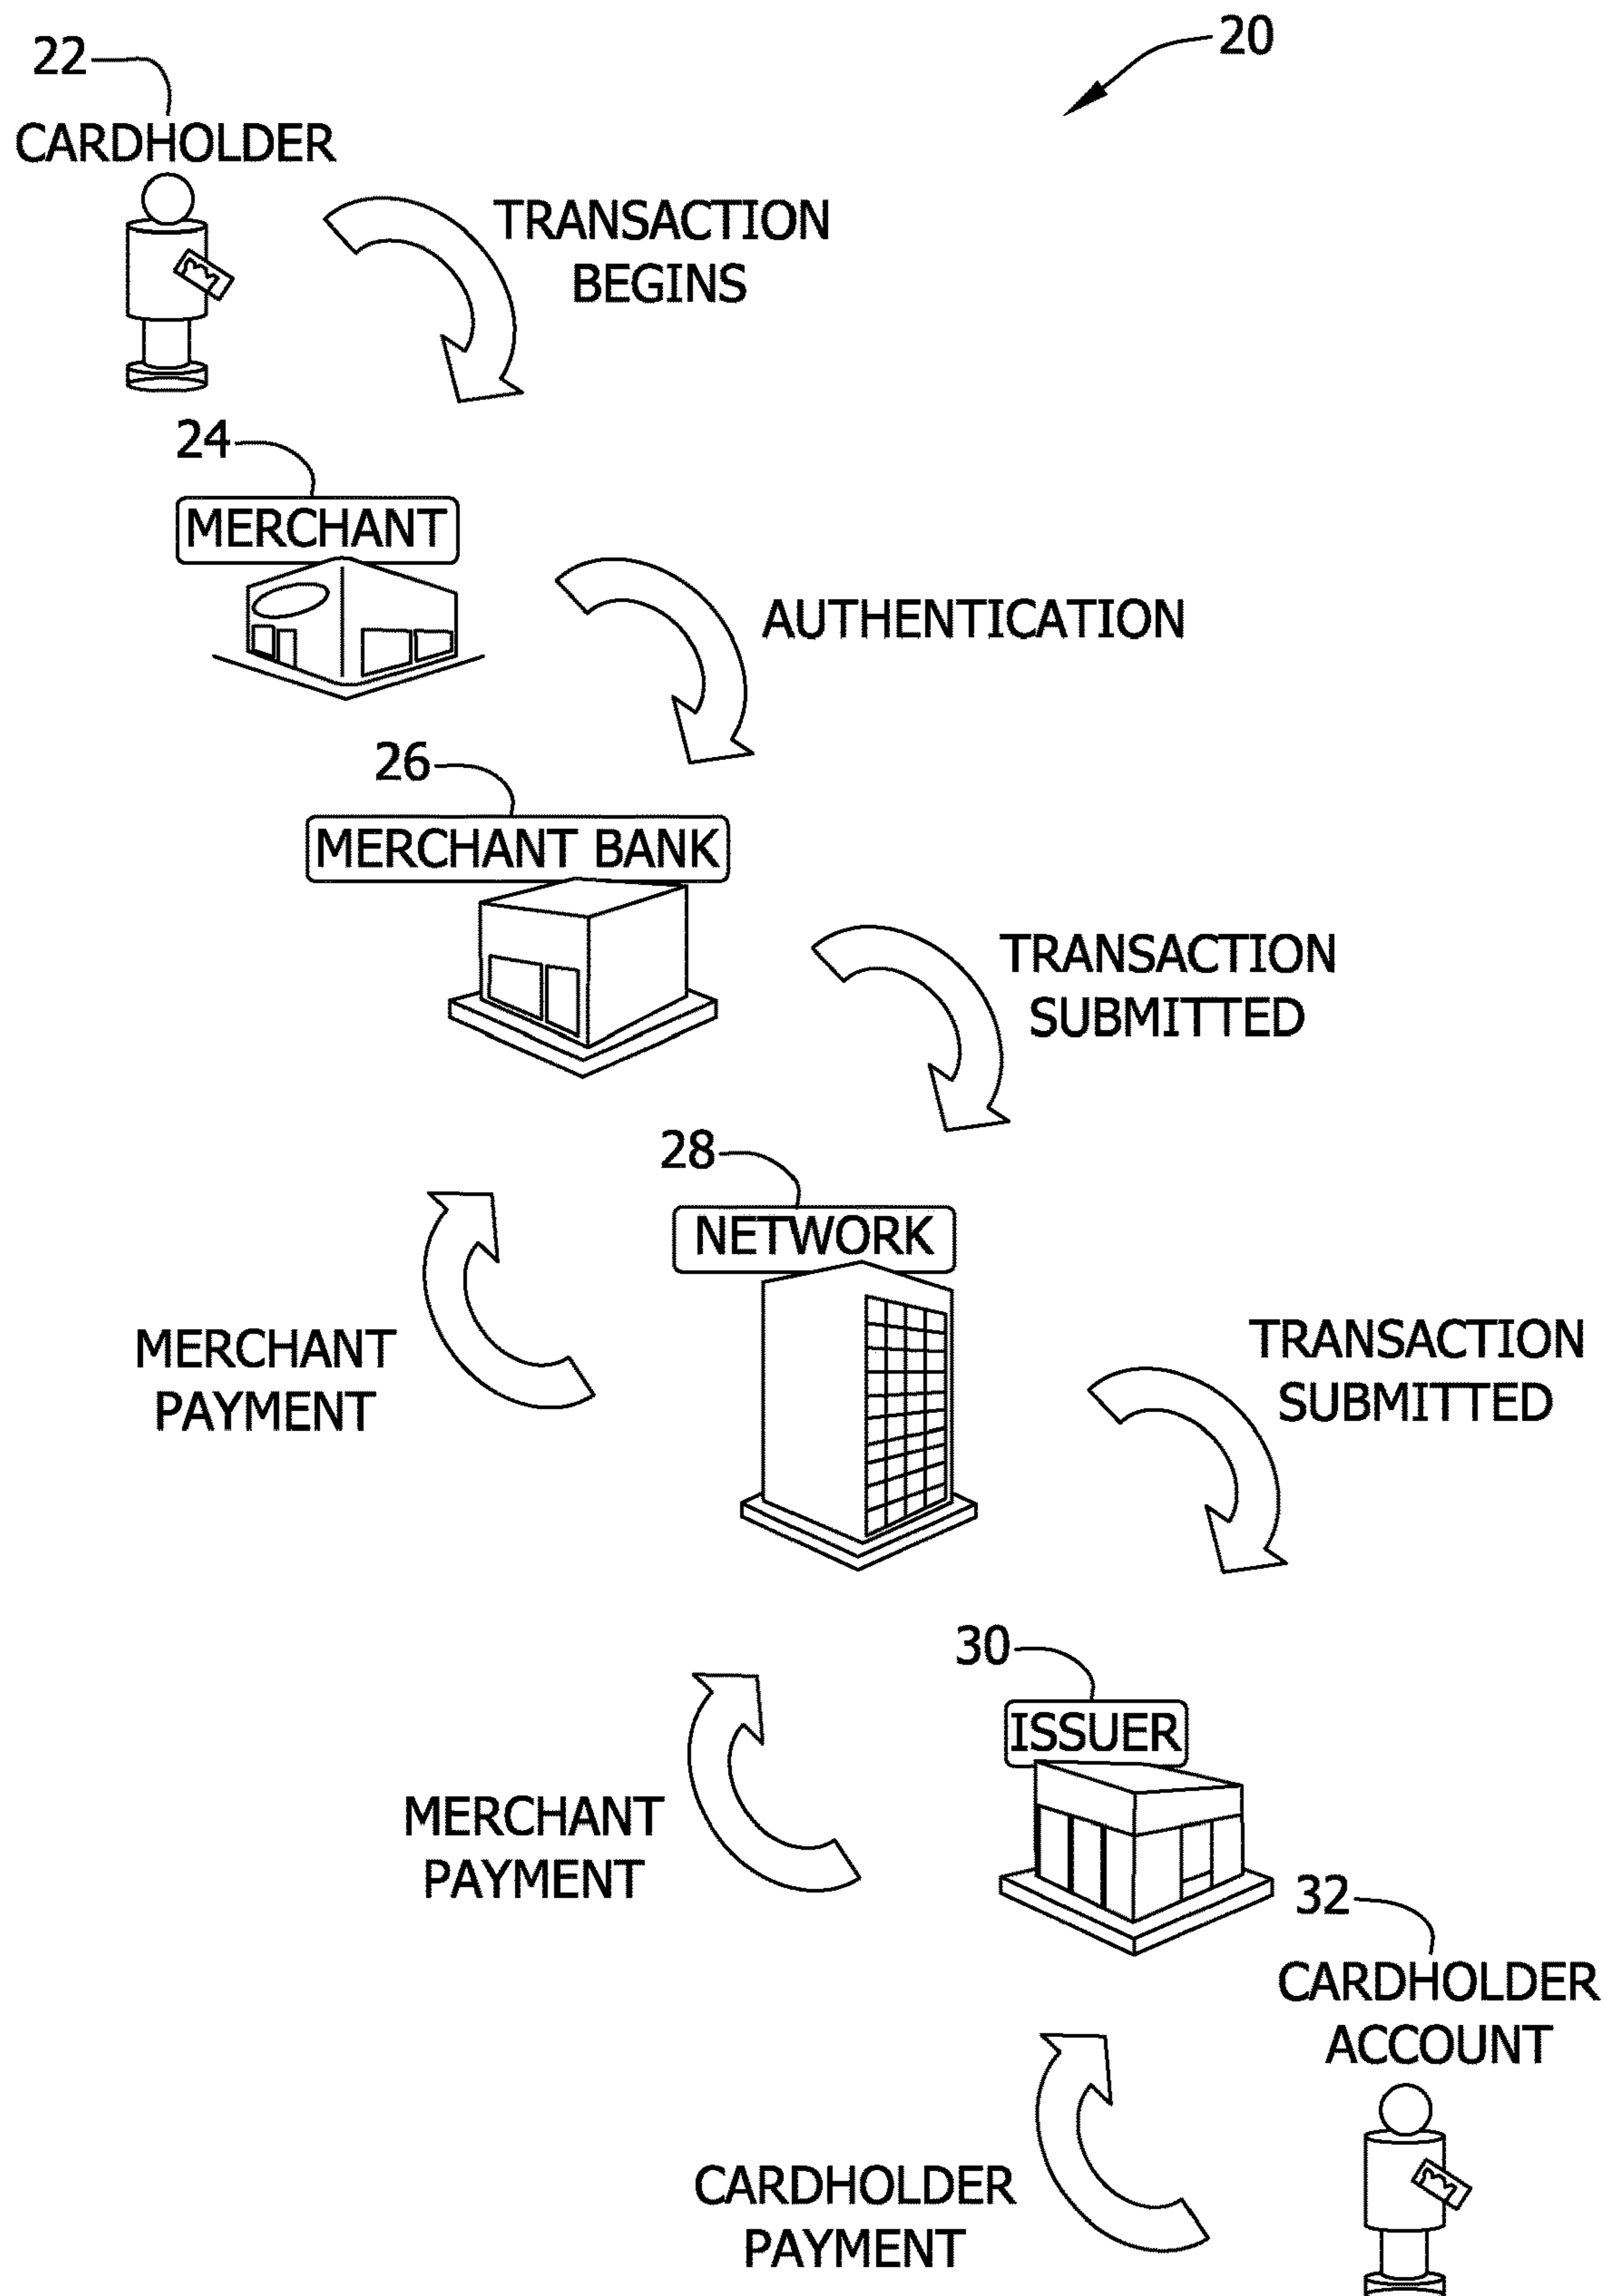 20
22
CARDHOLDER
TRANSACTION
BEGINS
24
MERCHANT
AUTHENTICATION
26
MERCHANT BANK
TRANSACTION
SUBMITTED
28
NETWORK
MERCHANT
PAYMENT
TRANSACTION
SUBMITTED
30
ISSUER
MERCHANT
PAYMENT
32
CARDHOLDER
ACCOUNT
CARDHOLDER
PAYMENT